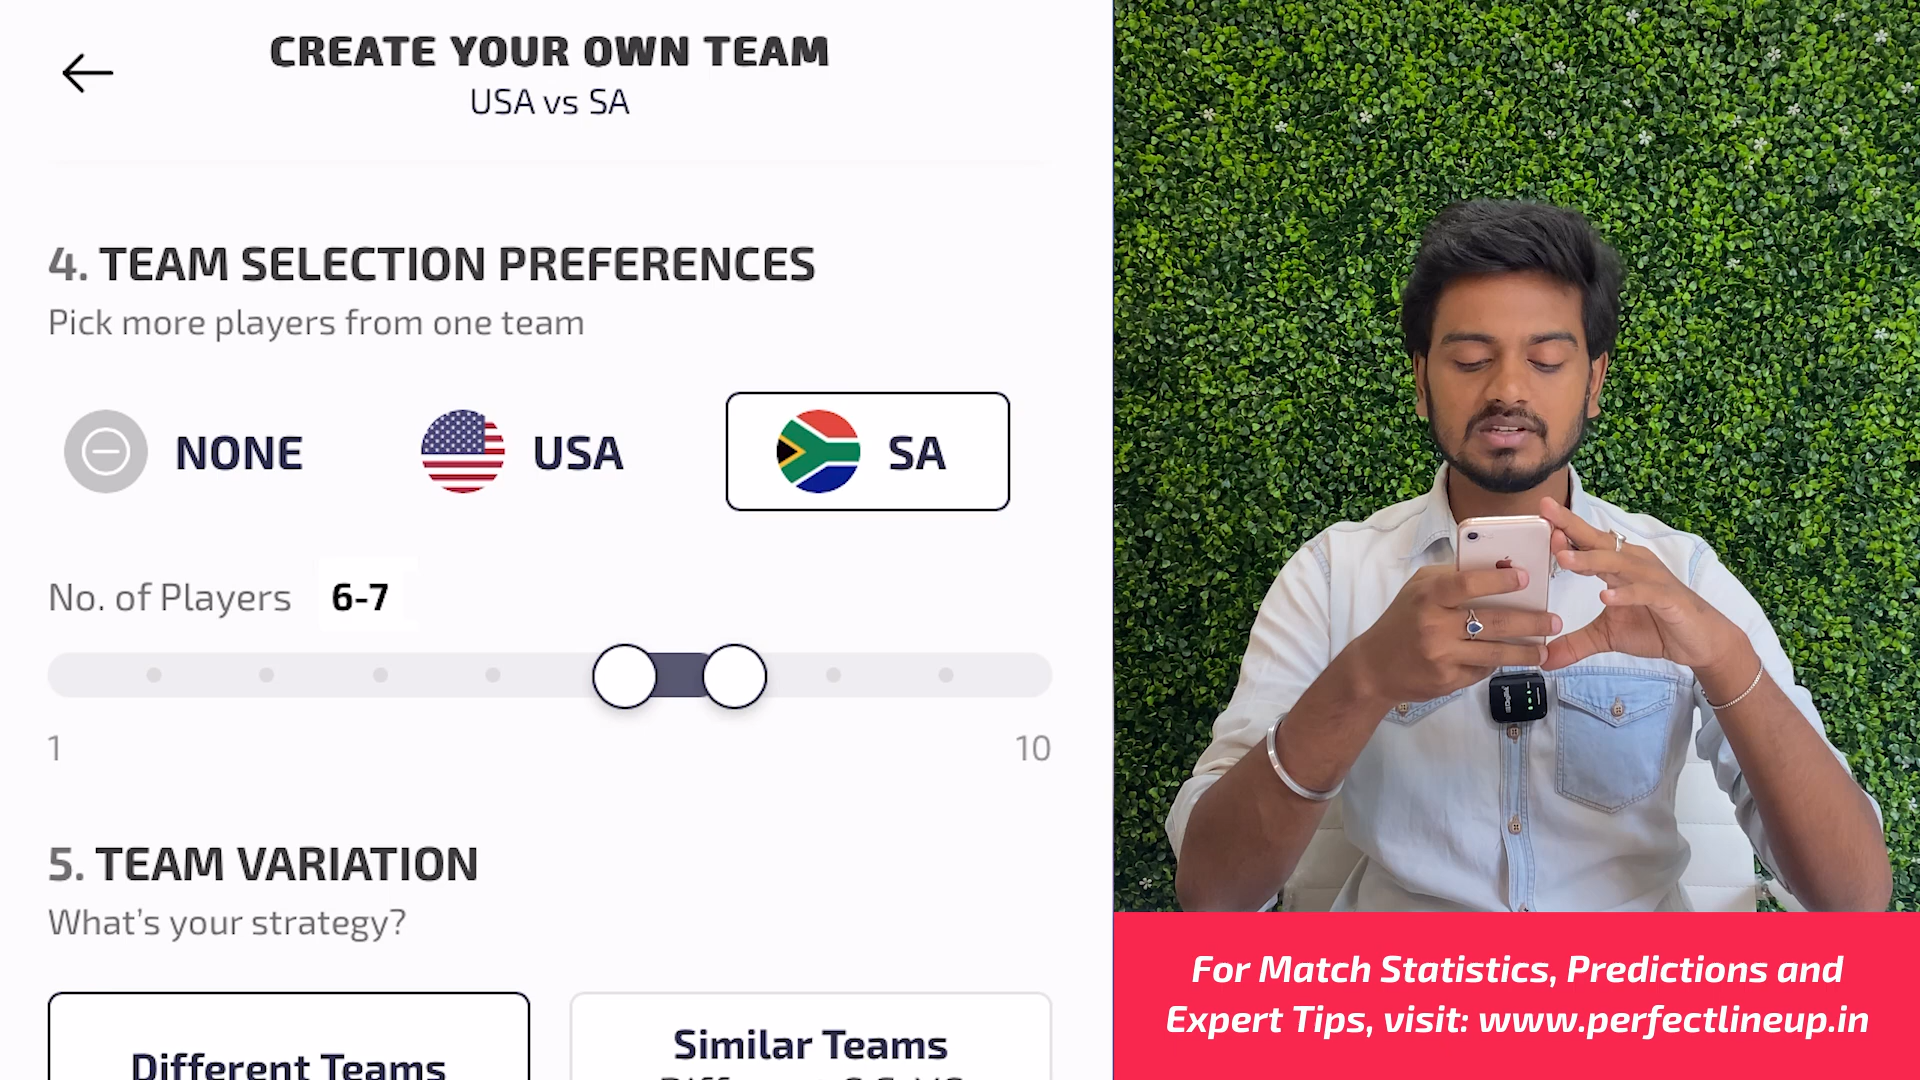 CREATE YOUR OWN TEAM
USA vs SA
4. TEAM SELECTION PREFERENCES
Pick more players from one team
NONE
USA
SA
No. of Players 6-7
1
10
5. TEAM VARIATION
What's your strategy?
Different Teams
Similar Teams
For Match Statistics, Predictions and
Expert Tips, visit: www.perfectlineup.in